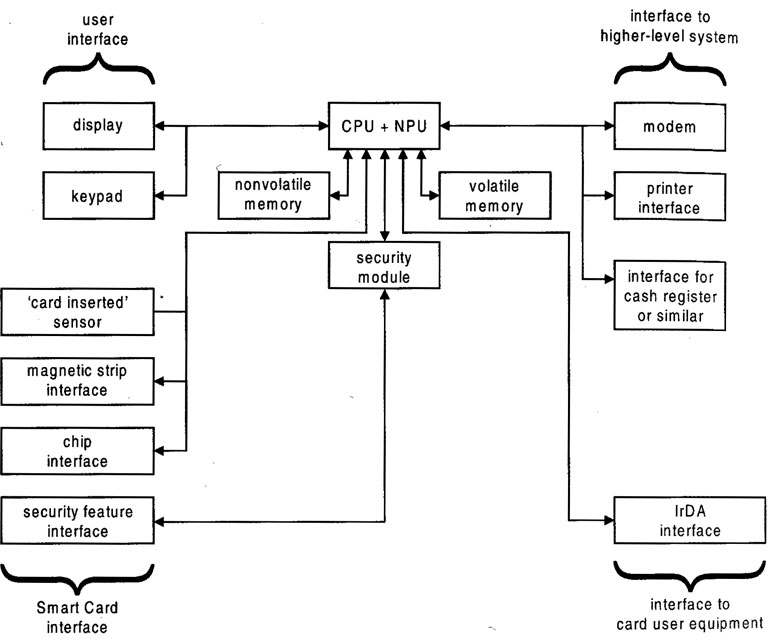 user
interface
interface to
higher-level system
display
CPU + NPU
modem
keypad
nonvolatile
memory
volatile
memory
printer
interface
security
module
interface for
cash register
or similar
'card inserted'
sensor
magnetic strip
interface
chip
interface
security feature
interface
IrDA
interface
Smart Card
interface
interface to
card user equipment